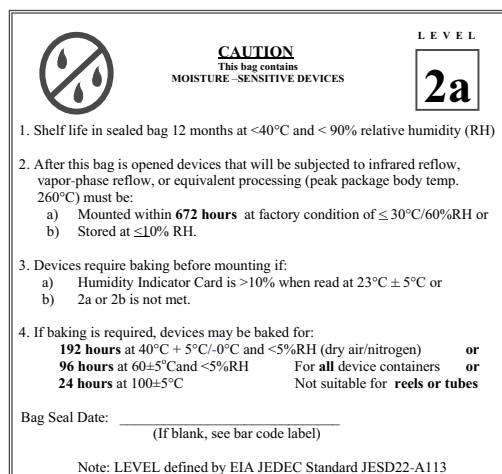 LEVEL
CAUTION
This bag contains
MOISTURE –SENSITIVE DEVICES
2a
1. Shelf life in sealed bag 12 months at <40°C and < 90% relative humidity (RH)
2. After this bag is opened devices that will be subjected to infrared reflow,
vapor-phase reflow, or equivalent processing (peak package body temp.
260°C) must be:
a) Mounted within 672 hours at factory condition of ≤ 30°C/60%RH or
b) Stored at ≤10% RH.
3. Devices require baking before mounting if:
a) Humidity Indicator Card is >10% when read at 23°C ± 5°C or
b) 2a or 2b is not met.
4. If baking is required, devices may be baked for:
192 hours at 40°C + 5°C/-0°C and <5%RH (dry air/nitrogen) or
96 hours at 60±5°Cand <5%RH For all device containers or
24 hours at 100±5°C Not suitable for reels or tubes
Bag Seal Date: ______________________________
(If blank, see bar code label)
Note: LEVEL defined by EIA JEDEC Standard JESD22-A113